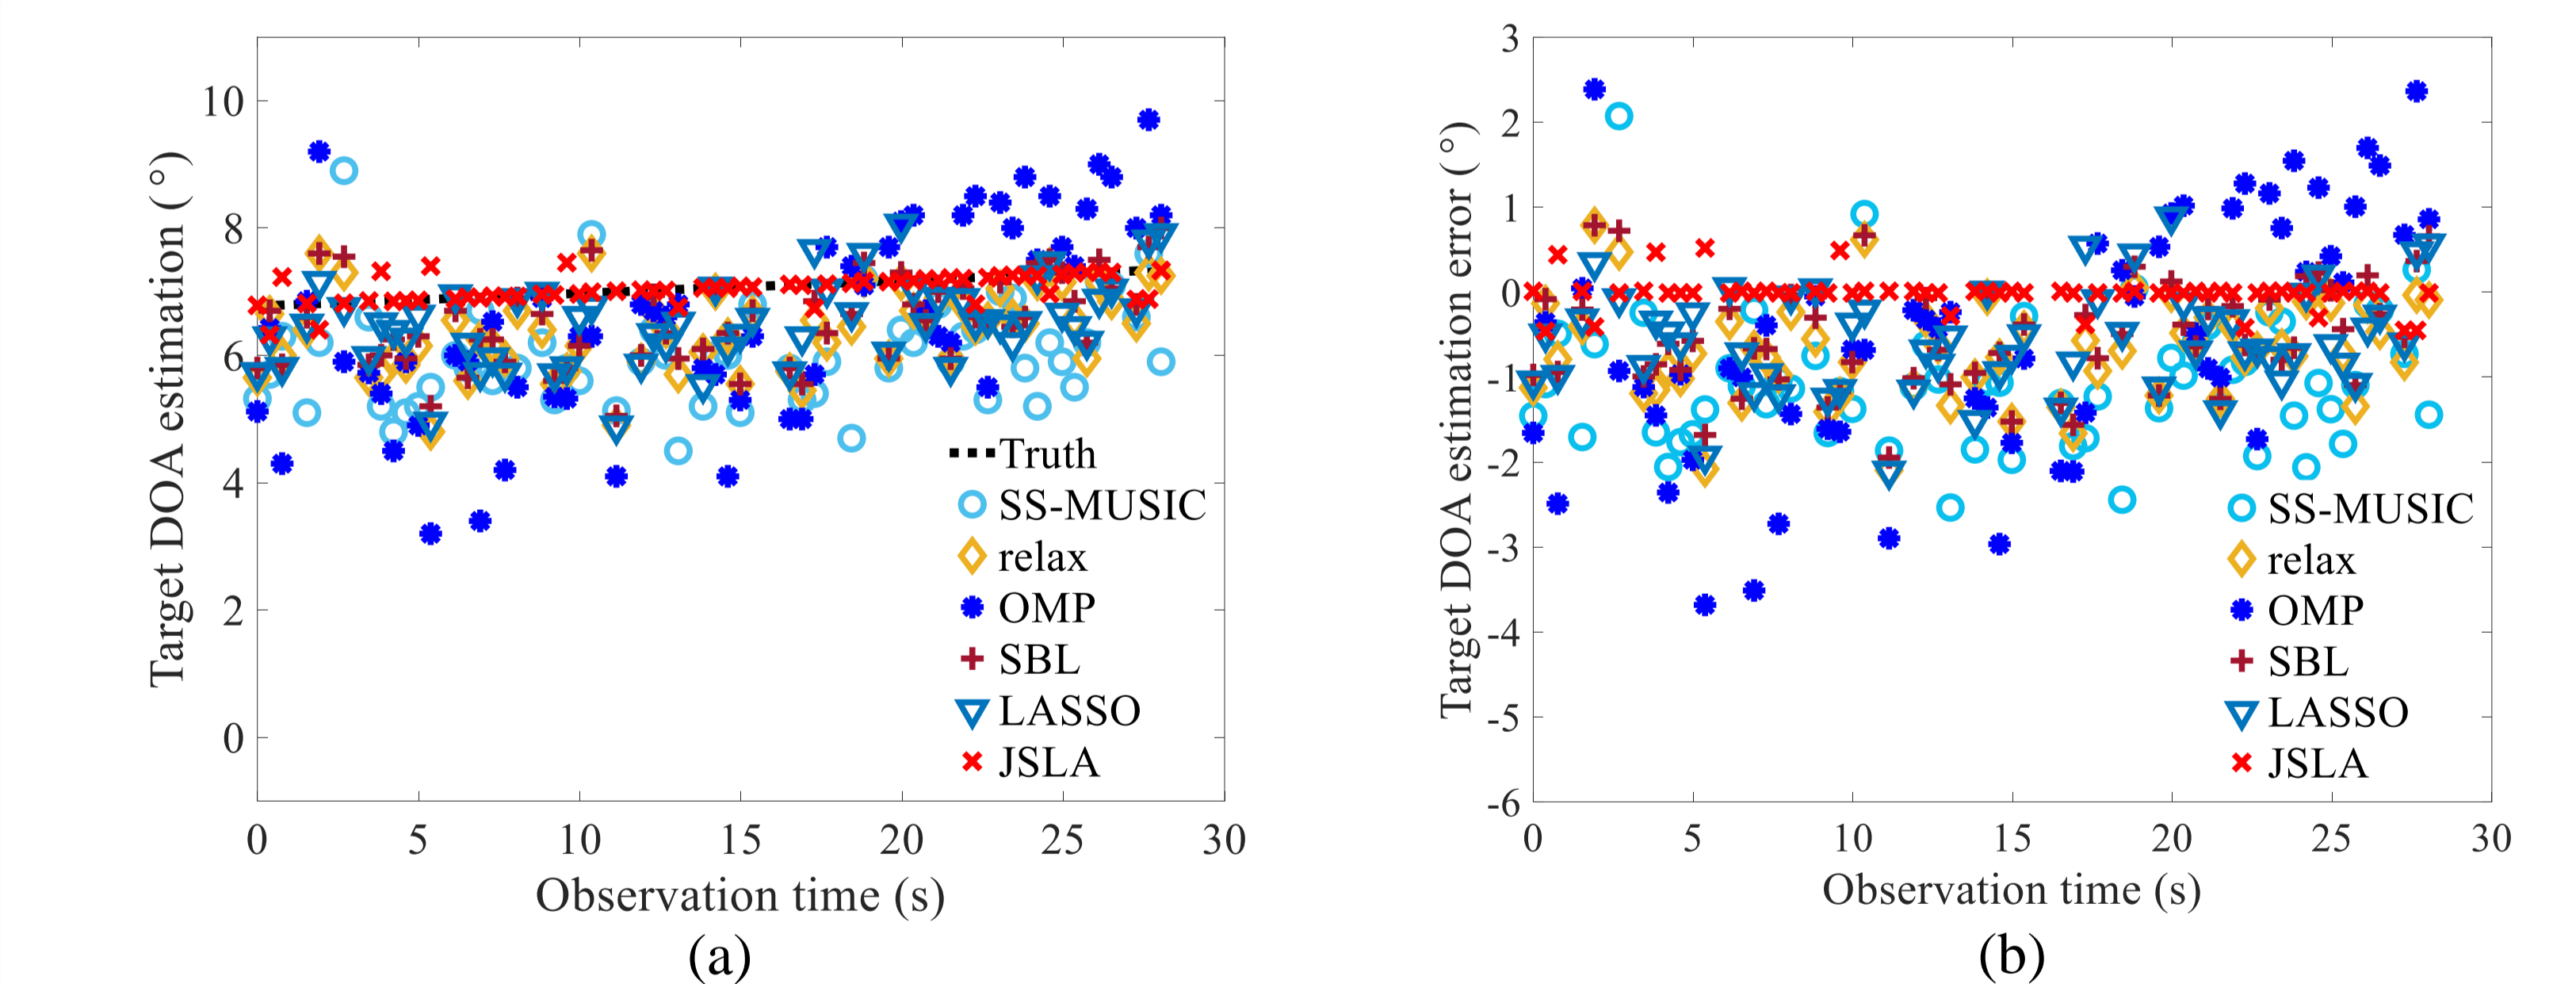 Target DOA estimation (°)
10
8
6
4
2
0
0 5 10 15 20 25 30
Observation time (s)
Truth
SS-MUSIC
relax
OMP
SBL
LASSO
JSLA
(a)
Target DOA estimation error (°)
3
2
1
0
-1
-2
-3
-4
-5
-6
0 5 10 15 20 25 30
Observation time (s)
SS-MUSIC
relax
OMP
SBL
LASSO
JSLA
(b)